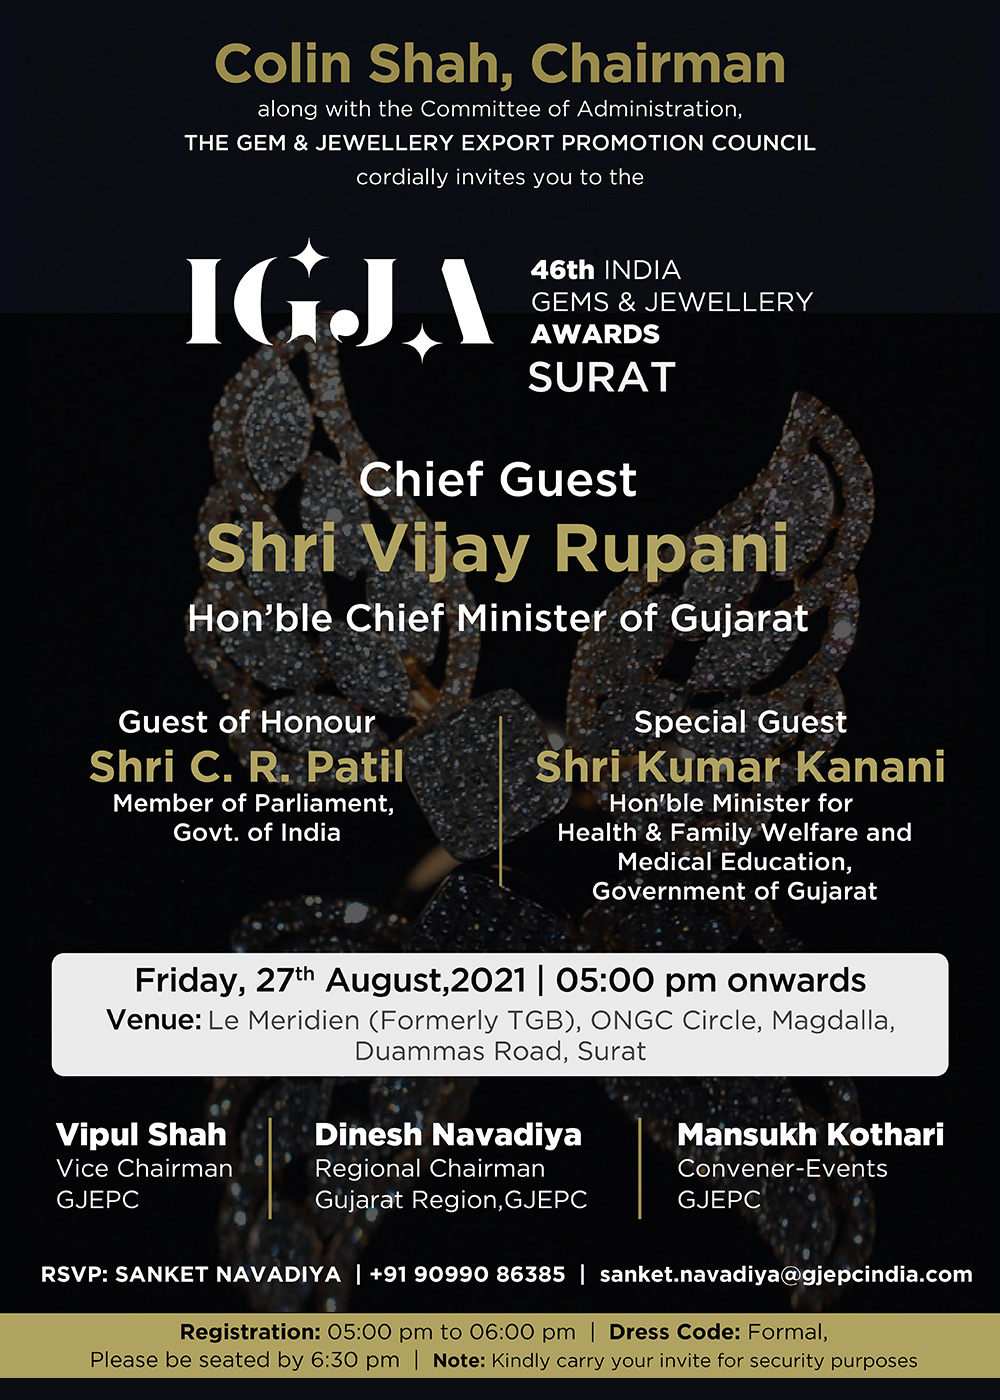 Colin Shah, Chairman
along with the Committee of Administration,
THE GEM & JEWELLERY EXPORT PROMOTION COUNCIL
cordially invites you to the
IGJA
46th INDIA
GEMS & JEWELLERY
AWARDS
SURAT
Chief Guest
Shri Vijay Rupani
Hon’ble Chief Minister of Gujarat
Guest of Honour
Shri C. R. Patil
Member of Parliament,
Govt. of India
Special Guest
Shri Kumar Kanani
Hon'ble Minister for
Health & Family Welfare and
Medical Education,
Government of Gujarat
Friday, 27th August,2021 | 05:00 pm onwards
Venue: Le Meridien (Formerly TGB), ONGC Circle, Magdalla,
Duammas Road, Surat
Vipul Shah
Vice Chairman
GJEPC
Dinesh Navadiya
Regional Chairman
Gujarat Region,GJEPC
Mansukh Kothari
Convener-Events
GJEPC
RSVP: SANKET NAVADIYA | +91 90990 86385 | sanket.navadiya@gjepcindia.com
Registration: 05:00 pm to 06:00 pm | Dress Code: Formal,
Please be seated by 6:30 pm | Note: Kindly carry your invite for security purposes